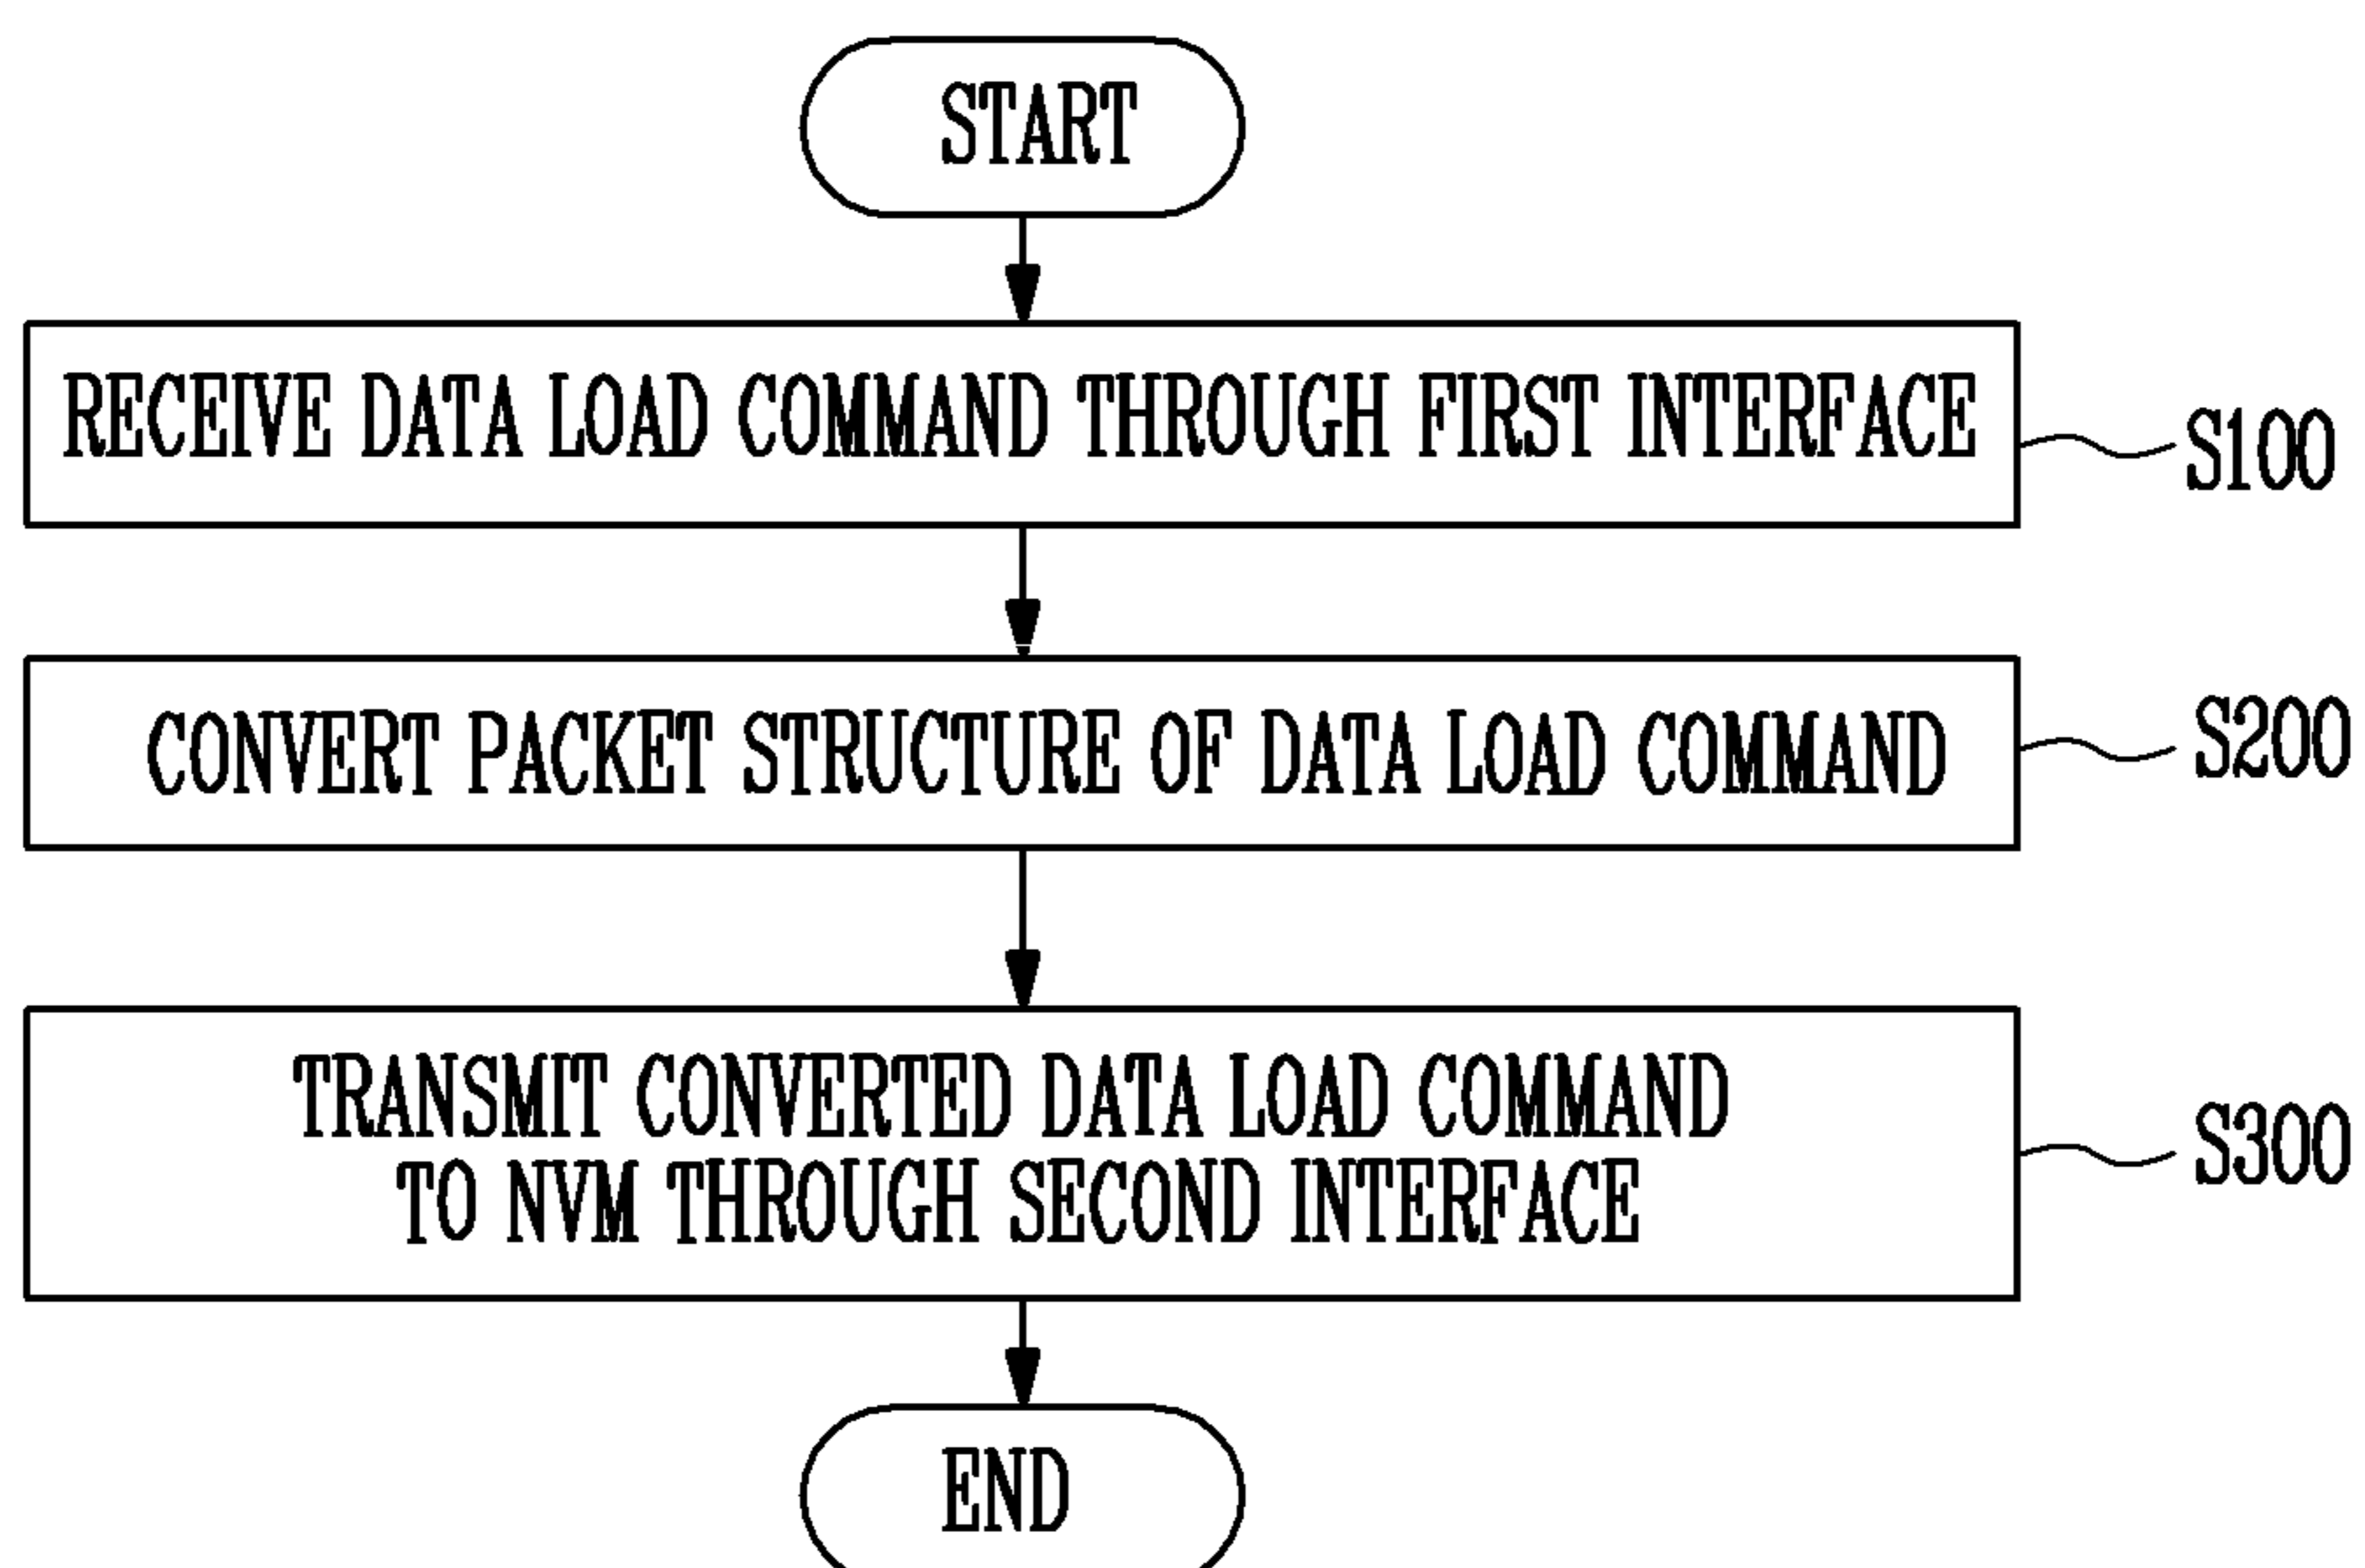 START
RECEIVE DATA LOAD COMMAND THROUGH FIRST INTERFACE
S100
CONVERT PACKET STRUCTURE OF DATA LOAD COMMAND
S200
TRANSMIT CONVERTED DATA LOAD COMMAND
TO NVM THROUGH SECOND INTERFACE
S300
END